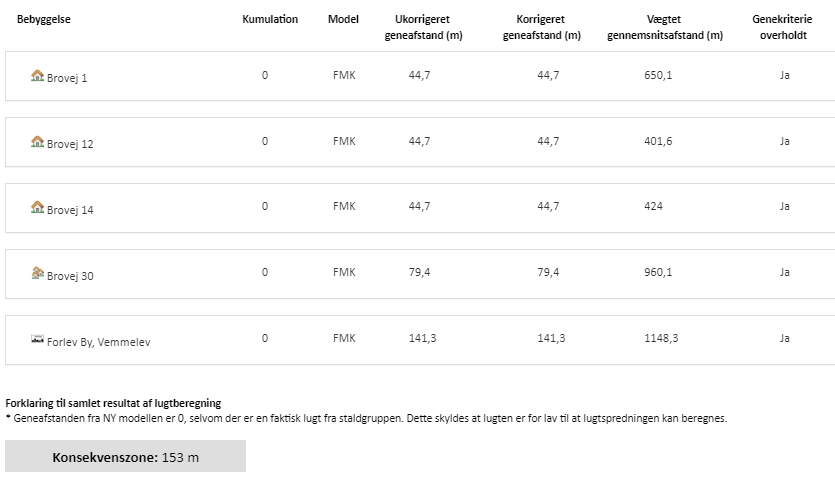 Bebyggelse Kumulation Model Ukorrigeret geneafstand (m) Korrigeret geneafstand (m) Vægtet gennemsnitsafstand (m) Genekriterie overholdt
Brovej 1 0 FMK 44,7 44,7 650,1 Ja
Brovej 12 0 FMK 44,7 44,7 401,6 Ja
Brovej 14 0 FMK 44,7 44,7 424 Ja
Brovej 30 0 FMK 79,4 79,4 960,1 Ja
Forlev By, Vemmelev 0 FMK 141,3 141,3 1148,3 Ja
Forklaring til samlet resultat af lugtberegning
* Geneafstanden fra NY modellen er 0, selvom der er en faktisk lugt fra staldgruppen. Dette skyldes at lugten er for lav til at lugtspredningen kan beregnes.
Konsekvenszone: 153 m